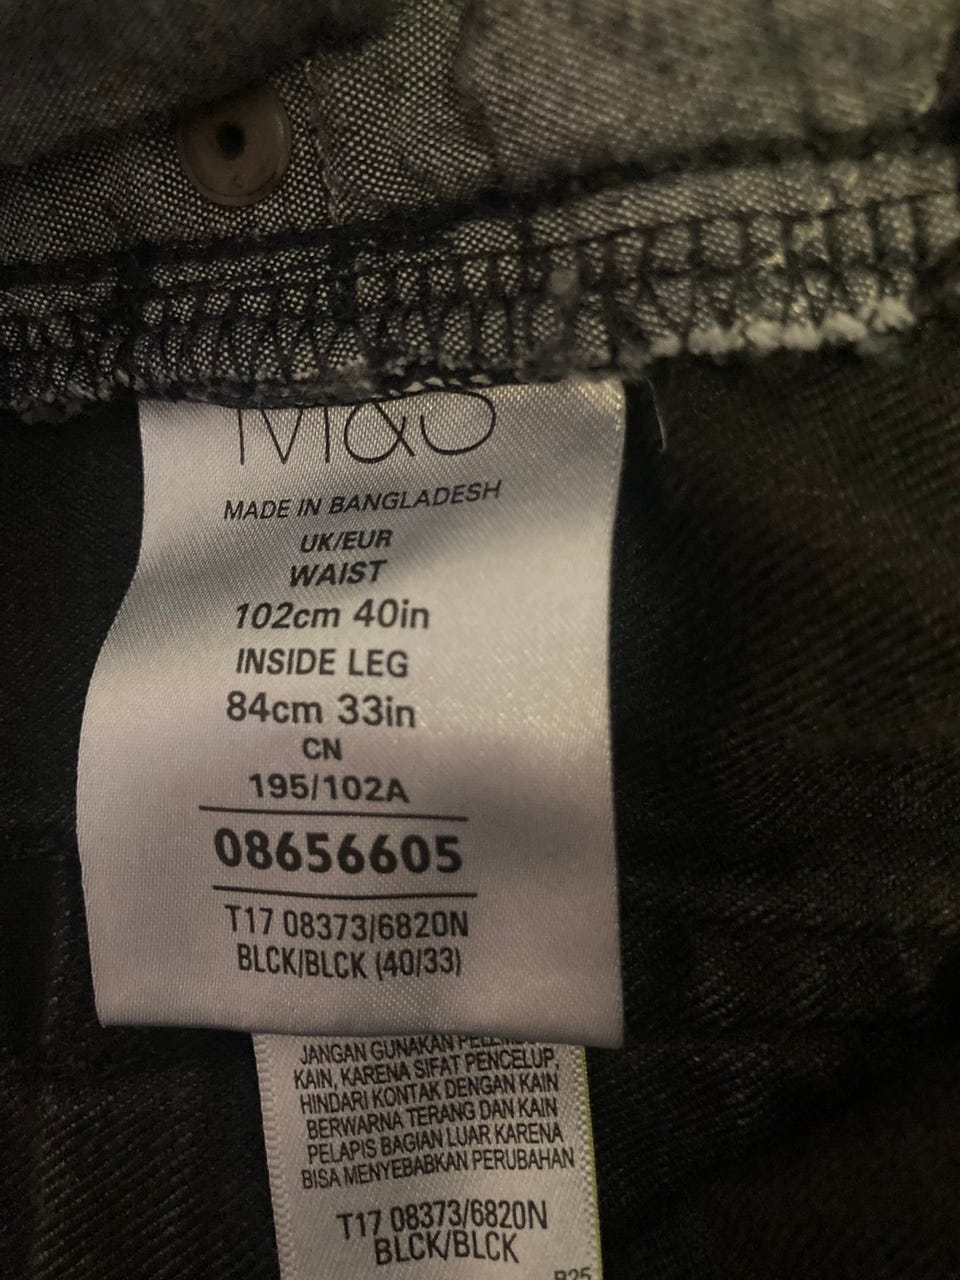 M&S
MADE IN BANGLADESH
UK/EUR
WAIST
102cm 40in
INSIDE LEG
84cm 33in
CN
195/102A
08656605
T17 08373/6820N
BLCK/BLCK (40/33)
JANGAN GUNAKAN
KAIN, KARENA SIFAT PENCELUP,
HINDARI KONTAK DENGAN KAIN
BERWARNA TERANG DAN KAIN
PELAPIS BAGIAN LUAR KARENA
BISA MENYEBABKAN PERUBAHAN
T17 08373/6820N
BLCK/BLCK